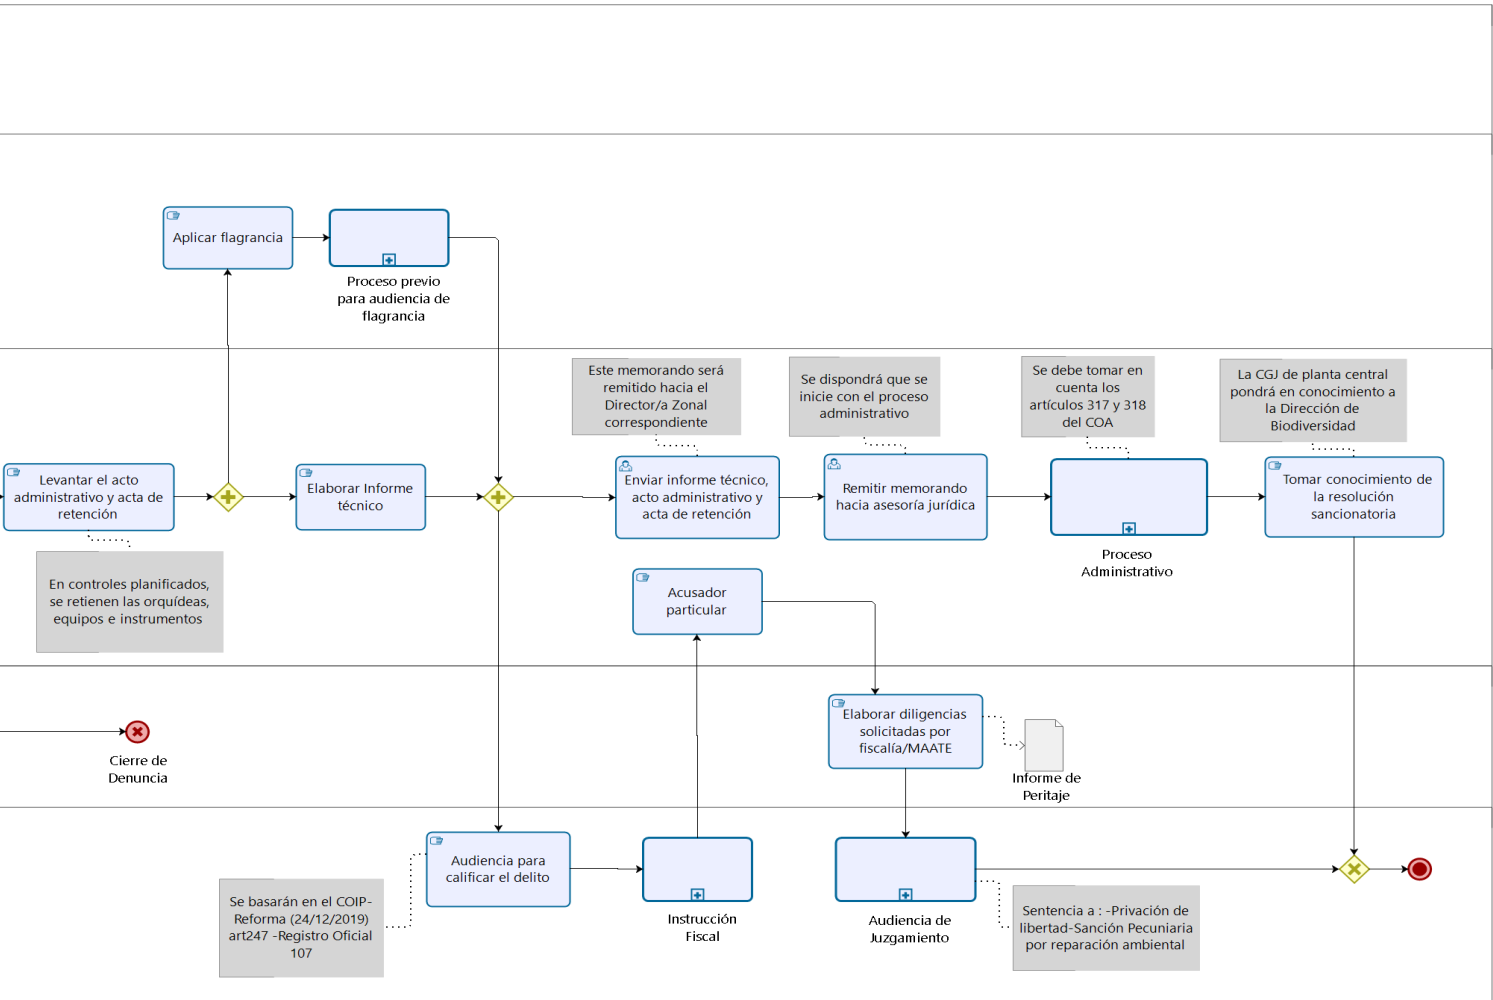 Aplicar flagrancia
Proceso previo
para audiencia de
flagrancia
Este memorando será
remitido hacia el
Director/a Zonal
correspondiente
Se dispondrá que se
inicie con el proceso
administrativo
Se debe tomar en
cuenta los
artículos 317 y 318
del COA
La CGJ de planta central
pondrá en conocimiento a
la Dirección de
Biodiversidad
Levantar el acto
administrativo y acta de
retención
Elaborar Informe
técnico
Enviar informe técnico,
acto administrativo y
acta de retención
Remitir memorando
hacia asesoría jurídica
Proceso
Administrativo
Tomar conocimiento de
la resolución
sancionatoria
En controles planificados,
se retienen las orquídeas,
equipos e instrumentos
Acusador
particular
Cierre de
Denuncia
Elaborar diligencias
solicitadas por
fiscalía/MAATE
Informe de
Peritaje
Audiencia para
calificar el delito
Instrucción
Fiscal
Audiencia de
Juzgamiento
Se basarán en el COIP-
Reforma (24/12/2019)
art247 -Registro Oficial
107
Sentencia a : -Privación de
libertad-Sanción Pecuniaria
por reparación ambiental